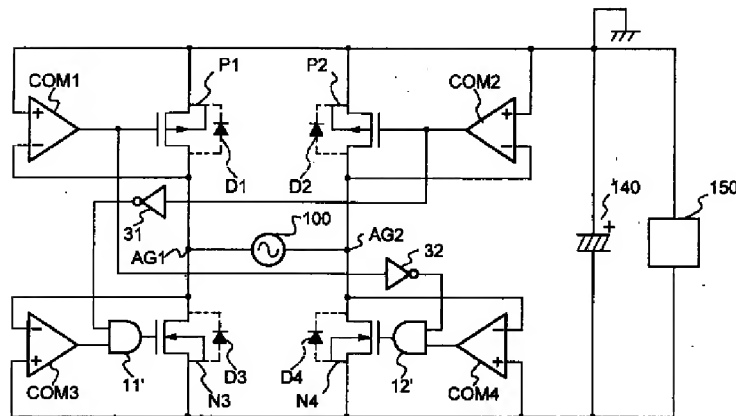 P1
P2
COM1
COM2
+
-
+
-
D1
D2
140
+
150
31
100
AG1
AG2
32
-
+
-
+
COM3
11'
D3
N3
D4
N4
12'
COM4